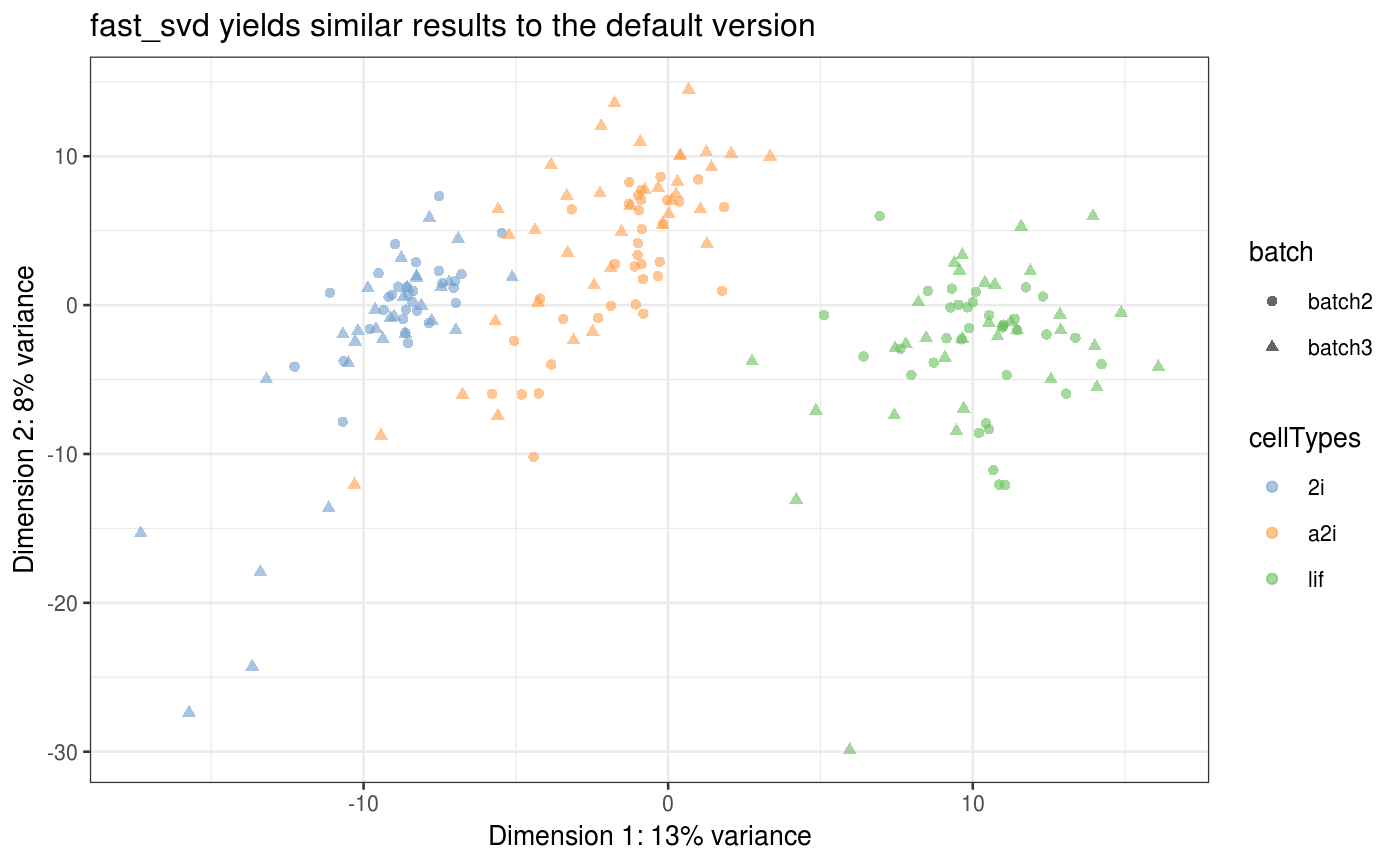 fast_svd yields similar results to the default version
10
0
-10
-20
-30
Dimension 2: 8% variance
-10
0
10
Dimension 1: 13% variance
batch
batch2
batch3
cellTypes
2i
a2i
lif